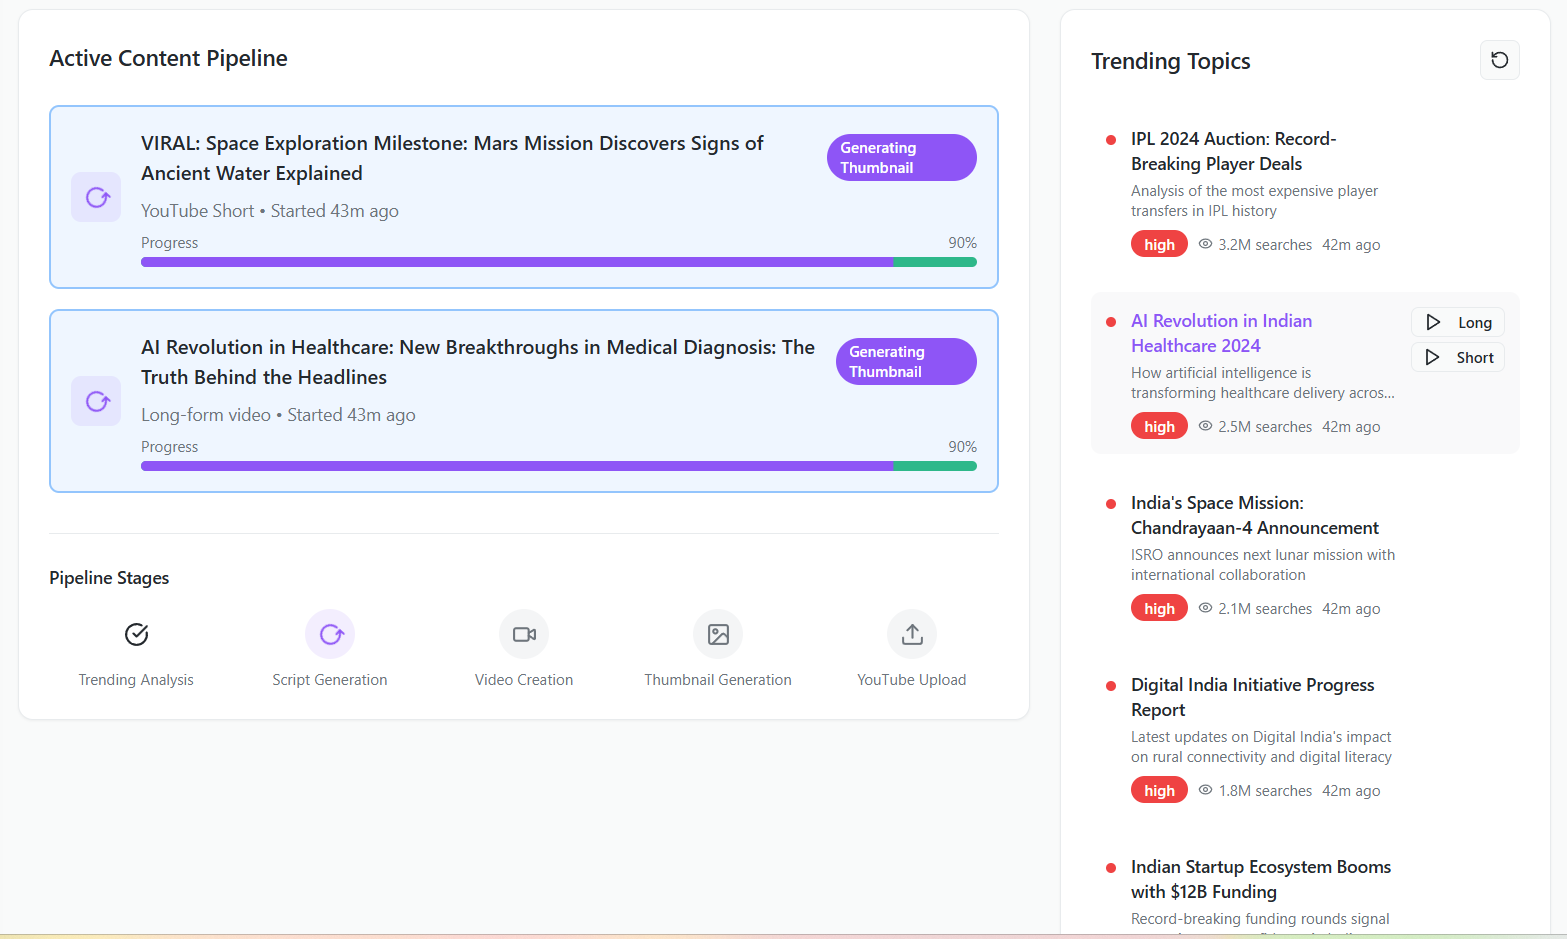 Active Content Pipeline
VIRAL: Space Exploration Milestone: Mars Mission Discovers Signs of
Ancient Water Explained
Generating
Thumbnail
YouTube Short • Started 43m ago
Progress
90%
AI Revolution in Healthcare: New Breakthroughs in Medical Diagnosis: The
Truth Behind the Headlines
Generating
Thumbnail
Long-form video • Started 43m ago
Progress
90%
Pipeline Stages
Trending Analysis
Script Generation
Video Creation
Thumbnail Generation
YouTube Upload
Trending Topics
IPL 2024 Auction: Record-
Breaking Player Deals
Analysis of the most expensive player
transfers in IPL history
high 3.2M searches 42m ago
AI Revolution in Indian
Healthcare 2024
How artificial intelligence is
transforming healthcare delivery acros...
high 2.5M searches 42m ago
Long
Short
India's Space Mission:
Chandrayaan-4 Announcement
ISRO announces next lunar mission with
international collaboration
high 2.1M searches 42m ago
Digital India Initiative Progress
Report
Latest updates on Digital India's impact
on rural connectivity and digital literacy
high 1.8M searches 42m ago
Indian Startup Ecosystem Booms
with $12B Funding
Record-breaking funding rounds signal